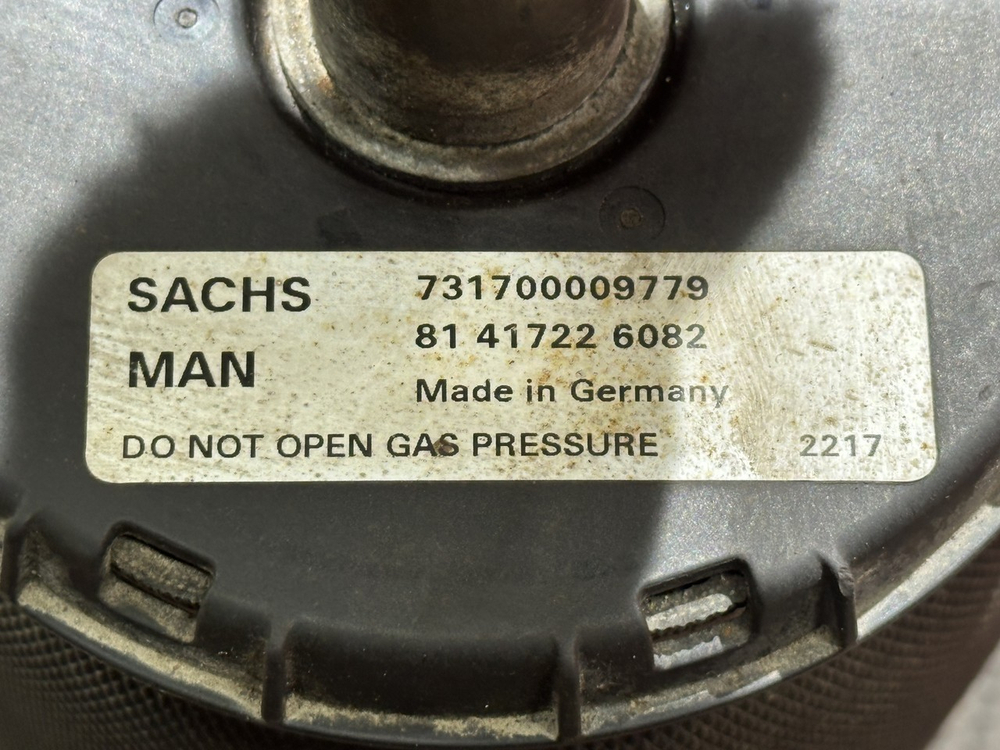 SACHS 731700009779
81 41722 6082
MAN
Made in Germany
DO NOT OPEN GAS PRESSURE 2217